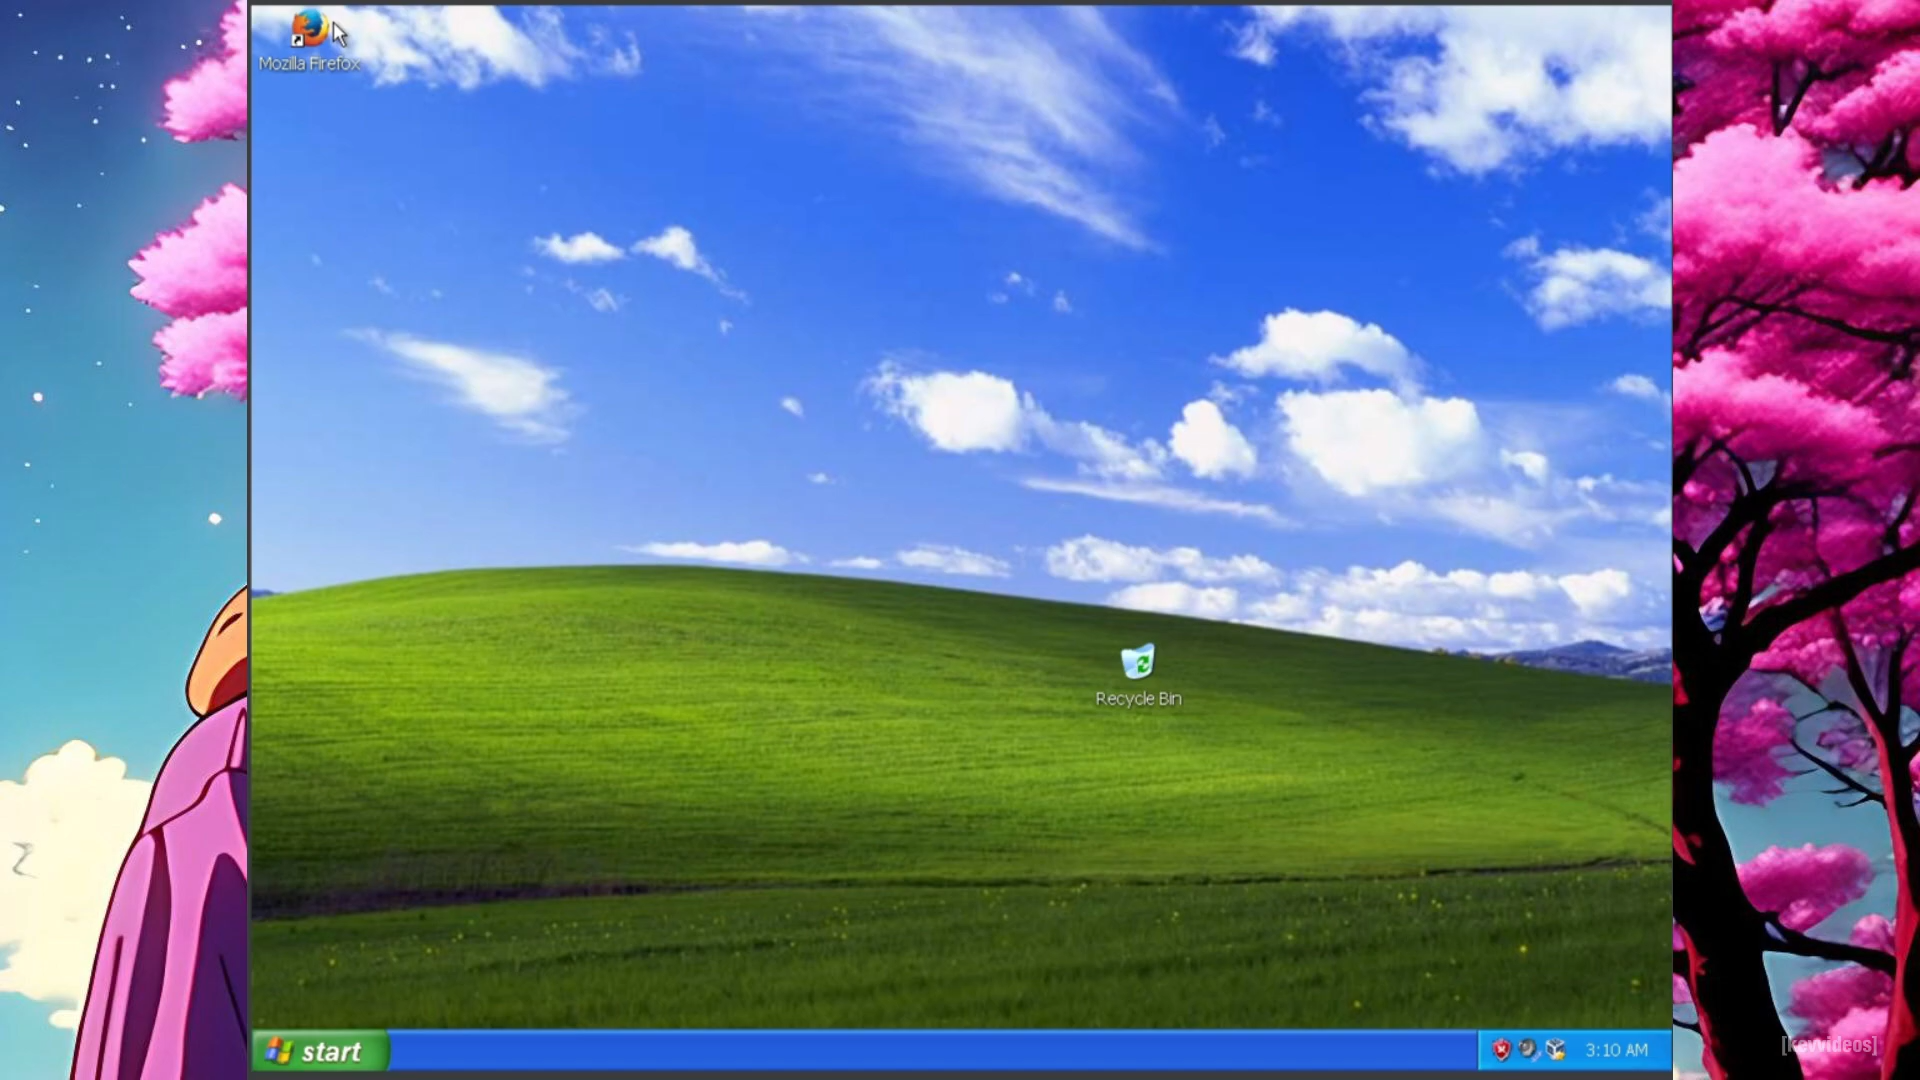 Mozilla Firefox
Recycle Bin
start
3:10 AM
[kevvideos]